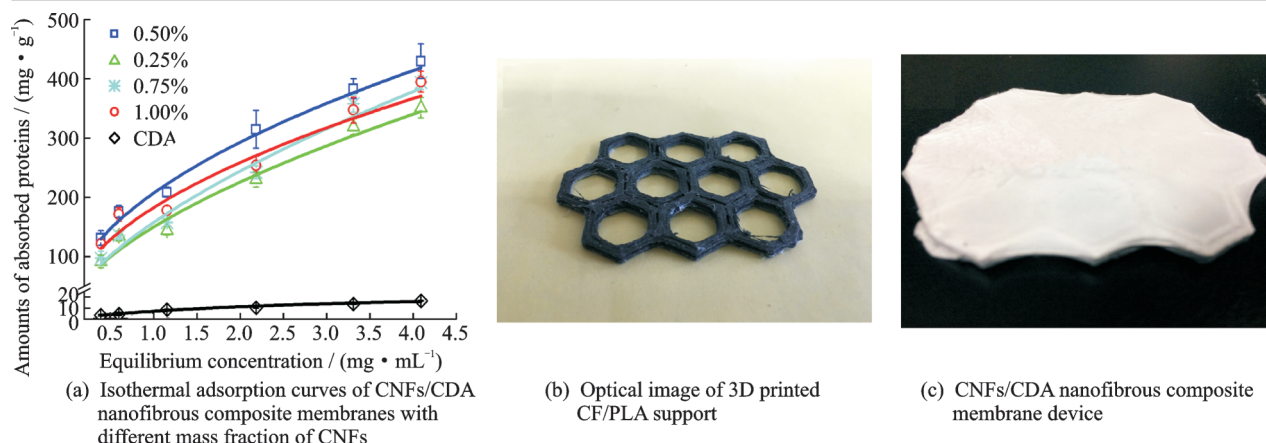 500
400
300
200
100
20
10
0
0.50%
0.25%
0.75%
1.00%
CDA
Amounts of absorbed proteins / (mg • g⁻¹)
0.5 1.0 1.5 2.0 2.5 3.0 3.5 4.0 4.5
Equilibrium concentration / (mg • mL⁻¹)
(a) Isothermal adsorption curves of CNFs/CDA
nanofibrous composite membranes with
different mass fraction of CNFs
(b) Optical image of 3D printed
CF/PLA support
(c) CNFs/CDA nanofibrous composite
membrane device